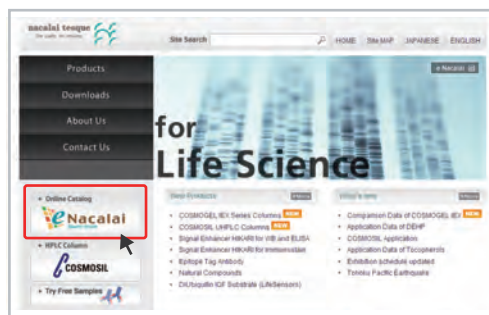 nacalai tesque
Site Search
HOME
Site MAP
JAPANESE
ENGLISH
Products
Downloads
About Us
Contact Us
e-Nacalai
for
Life Science
Online Catalog
eNacalai
HPLC Column
COSMOSIL
Try Free Samples
New Products
COSMOGEL IEX Series Columns NEW
COSMOSIL UHPLC Columns NEW
Signal Enhancer HIKARI for WB and ELISA
Signal Enhancer HIKARI for Immunostain
Epitope Tag Antibody
Natural Compounds
DiUbiquitin IQF Substrate (LifeSensors)
What's new
Comparison Data of COSMOGEL IEX NEW
Application Data of DEHP
COSMOSIL Application
Application Data of Tocopherols
Exhibition schedule updated
Tohoku Pacific Earthquake